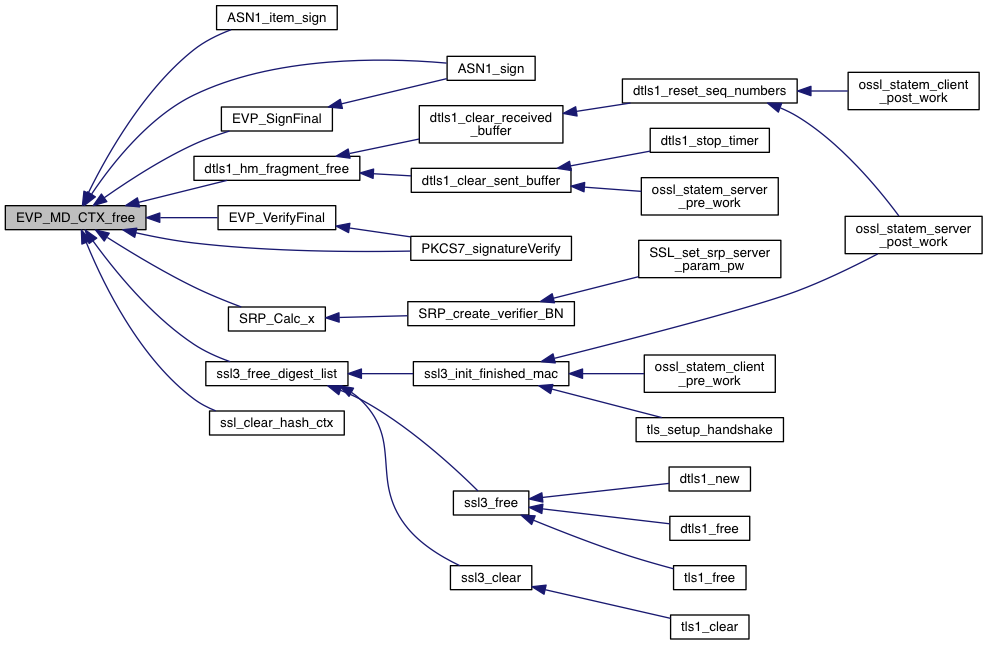 ASN1_item_sign
ASN1_sign
EVP_SignFinal
dtls1_reset_seq_numbers
ossl_statem_client
_post_work
dtls1_clear_received
_buffer
dtls1_stop_timer
dtls1_hm_fragment_free
dtls1_clear_sent_buffer
ossl_statem_server
_pre_work
EVP_MD_CTX_free
EVP_VerifyFinal
ossl_statem_server
_post_work
PKCS7_signatureVerify
SSL_set_srp_server
_param_pw
SRP_Calc_x
SRP_create_verifier_BN
ssl3_free_digest_list
ssl3_init_finished_mac
ossl_statem_client
_pre_work
ssl_clear_hash_ctx
tls_setup_handshake
dtls1_new
ssl3_free
dtls1_free
tls1_free
ssl3_clear
tls1_clear